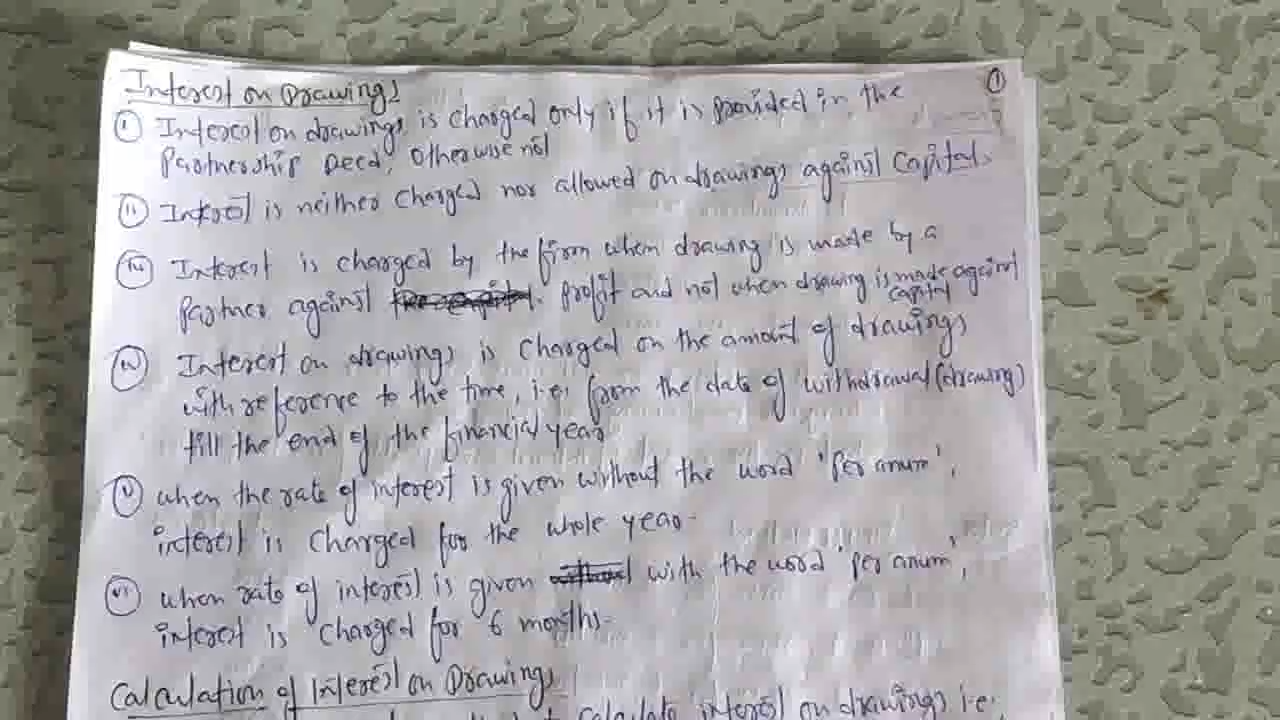 Interest on Drawings
①
(i) Interest on drawings is charged only if it is provided in the
Partnership Deed, otherwise not
(ii) Interest is neither charged nor allowed on drawings against capital.
(iii) Interest is charged by the firm when drawing is made by a
partner against profit and not when drawing is made against
capital
(iv) Interest on drawings is charged on the amount of drawings
with reference to the time, i.e. from the date of withdrawal (drawing)
till the end of the financial year
(v) when the rate of interest is given without the word 'per anum',
interest is charged for the whole year.
(vi) when rate of interest is given with the word 'per anum',
interest is charged for 6 months.
Calculation of Interest on Drawings
calculate interest on drawings i.e.